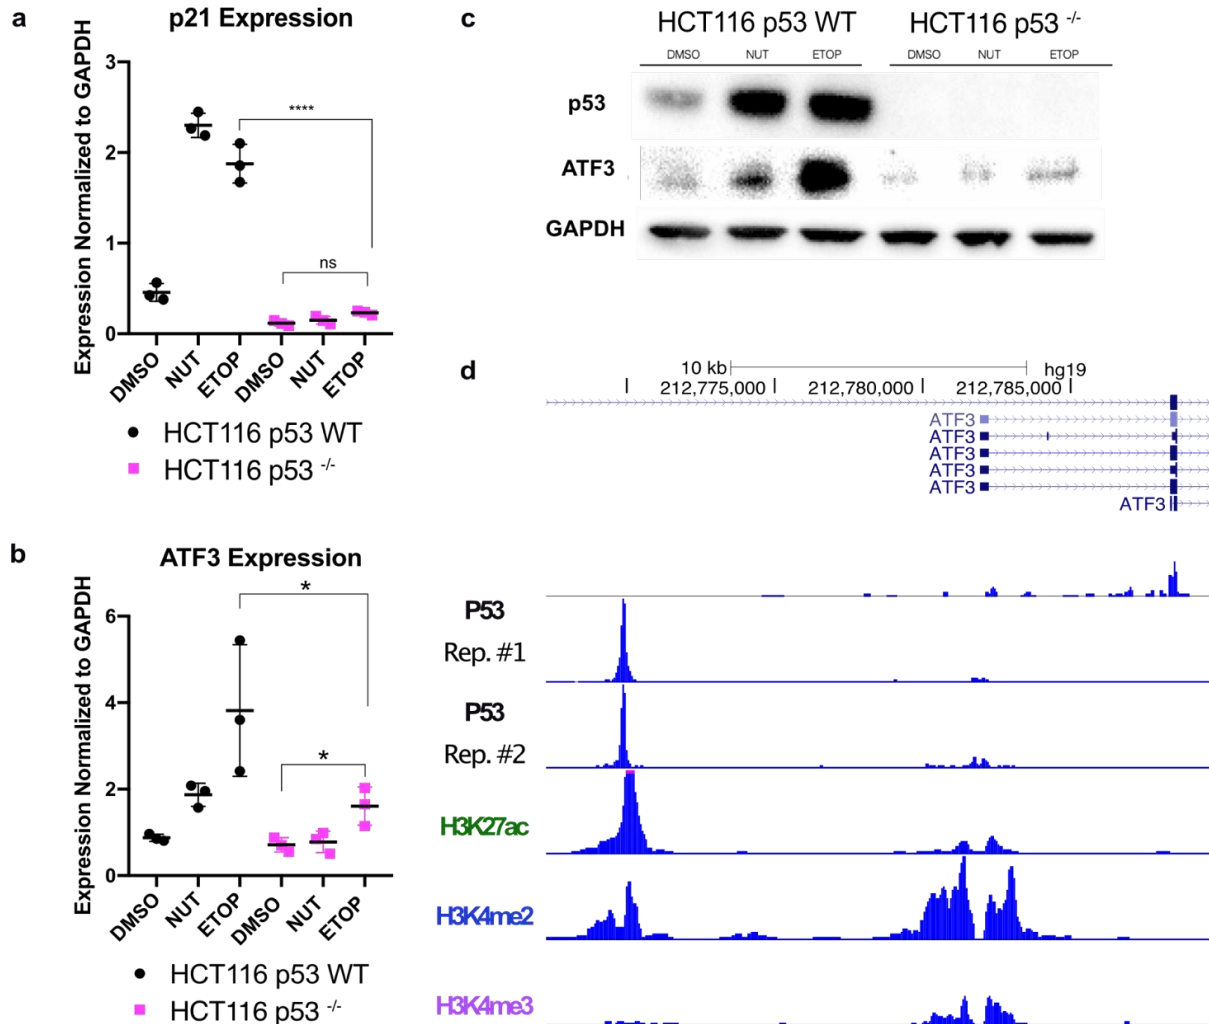 a
p21 Expression
Expression Normalized to GAPDH
3
2
1
0
****
ns
DMSO
NUT
ETOP
DMSO
NUT
ETOP
HCT116 p53 WT
HCT116 p53 -/-
b
ATF3 Expression
Expression Normalized to GAPDH
6
4
2
0
*
*
DMSO
NUT
ETOP
DMSO
NUT
ETOP
HCT116 p53 WT
HCT116 p53 -/-
c
HCT116 p53 WT HCT116 p53 -/-
DMSO NUT ETOP DMSO NUT ETOP
p53
ATF3
GAPDH
d
10 kb hg19
212,775,000 212,780,000 212,785,000
ATF3
ATF3
ATF3
ATF3
ATF3
ATF3
P53
Rep. #1
P53
Rep. #2
H3K27ac
H3K4me2
H3K4me3